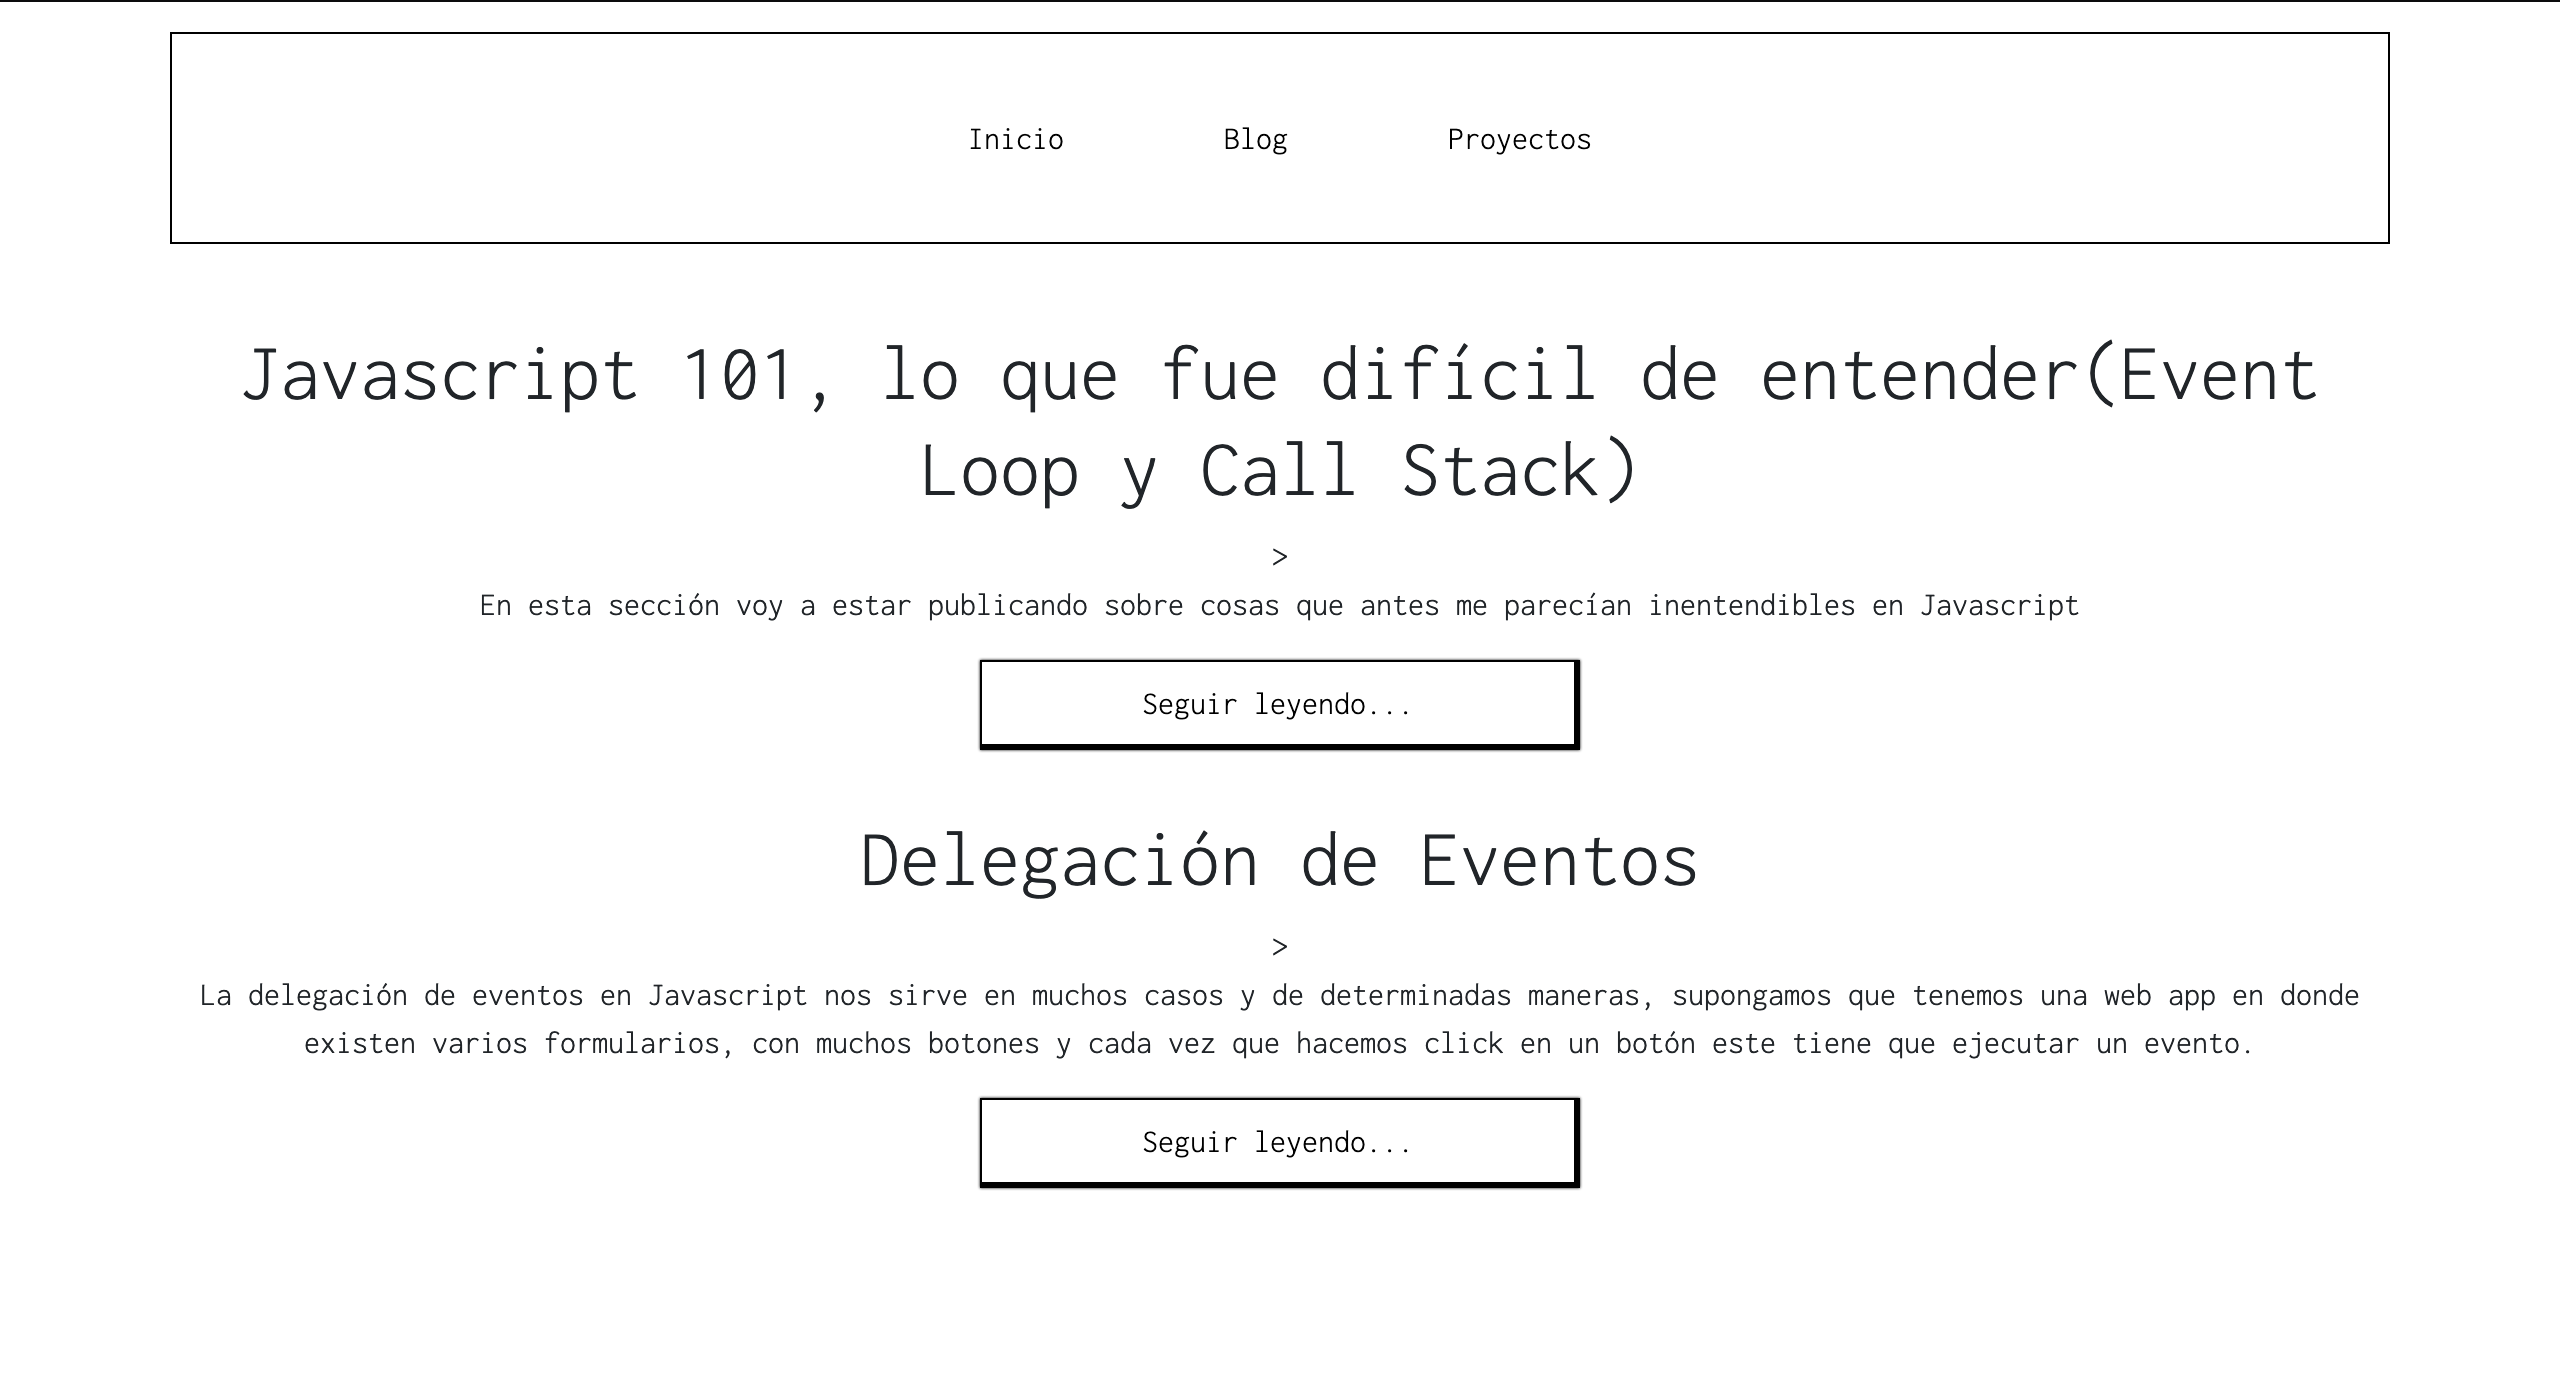 Inicio Blog Proyectos
Javascript 101, lo que fue difícil de entender(Event
Loop y Call Stack)
>
En esta sección voy a estar publicando sobre cosas que antes me parecían inentendibles en Javascript
Seguir leyendo...
Delegación de Eventos
>
La delegación de eventos en Javascript nos sirve en muchos casos y de determinadas maneras, supongamos que tenemos una web app en donde
existen varios formularios, con muchos botones y cada vez que hacemos click en un botón este tiene que ejecutar un evento.
Seguir leyendo...